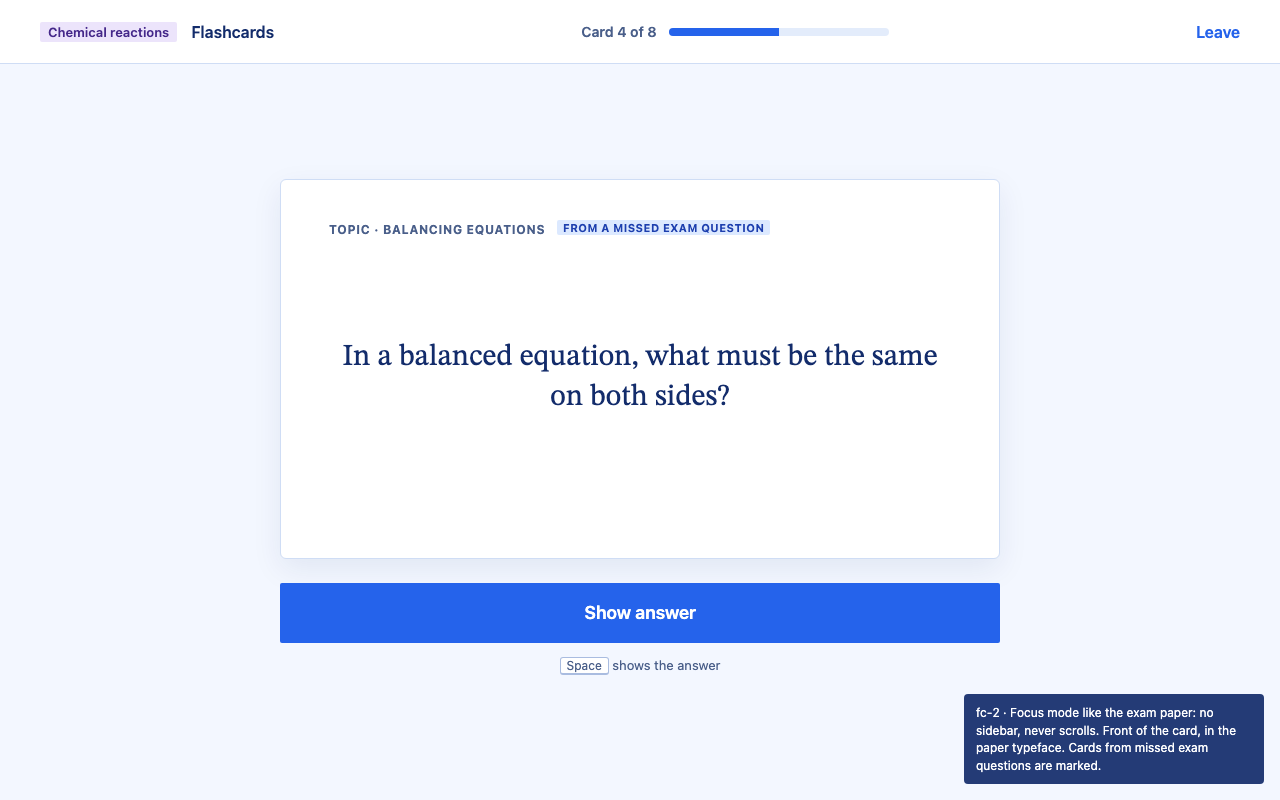 Chemical reactions Flashcards
Card 4 of 8
Leave
TOPIC · BALANCING EQUATIONS FROM A MISSED EXAM QUESTION
In a balanced equation, what must be the same
on both sides?
Show answer
Space shows the answer
fc-2 · Focus mode like the exam paper: no
sidebar, never scrolls. Front of the card, in the
paper typeface. Cards from missed exam
questions are marked.